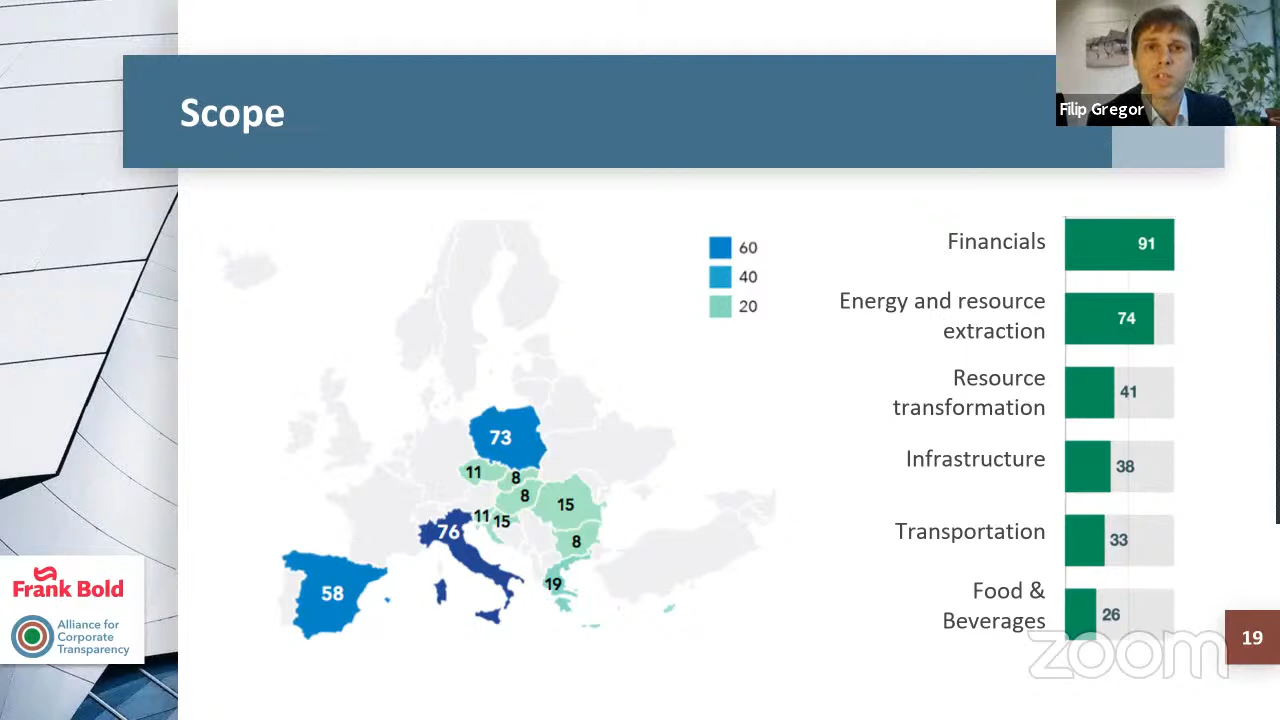 Filip Gregor
Scope
60
40
20
73
11
8
8
15
11
15
76
8
19
58
Financials
91
Energy and resource
extraction
74
Resource
transformation
41
Infrastructure
38
Transportation
33
Food &
Beverages
26
Frank Bold
Alliance for
Corporate
Transparency
19
zoom